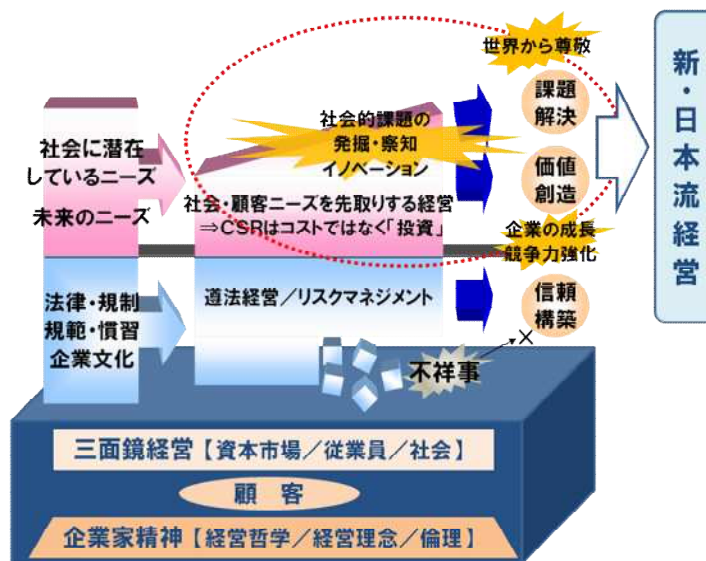 世界から尊敬
課題
解決
社会に潜在
しているニーズ
未来のニーズ
社会的課題の
発掘・察知
イノベーション
価値
創造
社会・顧客ニーズを先取りする経営
⇒CSRはコストではなく「投資」
企業の成長
競争力強化
新・日本流経営
法律・規制
規範・慣習
企業文化
遵法経営/リスクマネジメント
信頼
構築
×
不祥事
三面鏡経営【資本市場/従業員/社会】
顧 客
企業家精神【経営哲学/経営理念/倫理】